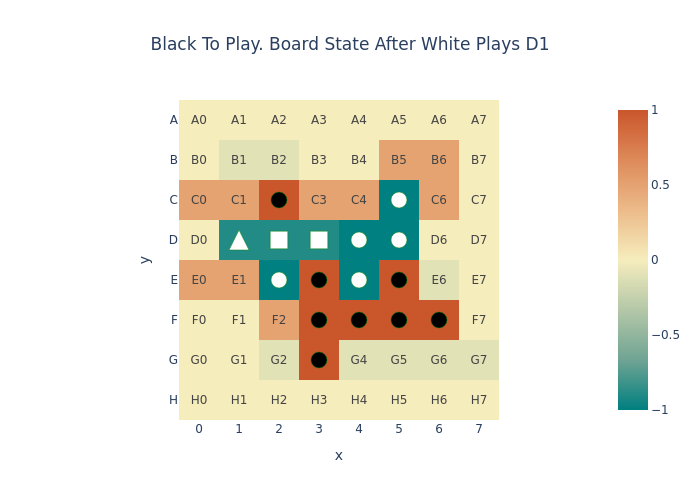 Black To Play. Board State After White Plays D1
A A0 A1 A2 A3 A4 A5 A6 A7
B B0 B1 B2 B3 B4 B5 B6 B7
C C0 C1 C3 C4 C6 C7
D D0 D6 D7
E E0 E1 E6 E7
F F0 F1 F2 F7
G G0 G1 G2 G4 G5 G6 G7
H H0 H1 H2 H3 H4 H5 H6 H7
0 1 2 3 4 5 6 7
x
y
1
0.5
0
−0.5
−1